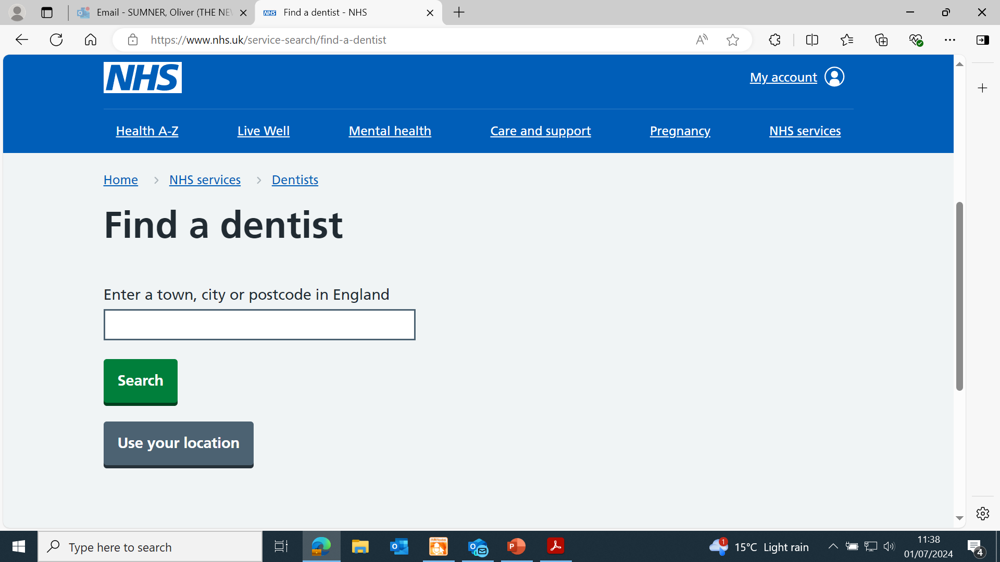 Email - SUMNER, Oliver (THE NE
Find a dentist - NHS
https://www.nhs.uk/service-search/find-a-dentist
NHS
My account
Health A-Z
Live Well
Mental health
Care and support
Pregnancy
NHS services
Home
NHS services
Dentists
Find a dentist
Enter a town, city or postcode in England
Search
Use your location
Type here to search
1
15°C Light rain
11:38
01/07/2024
4